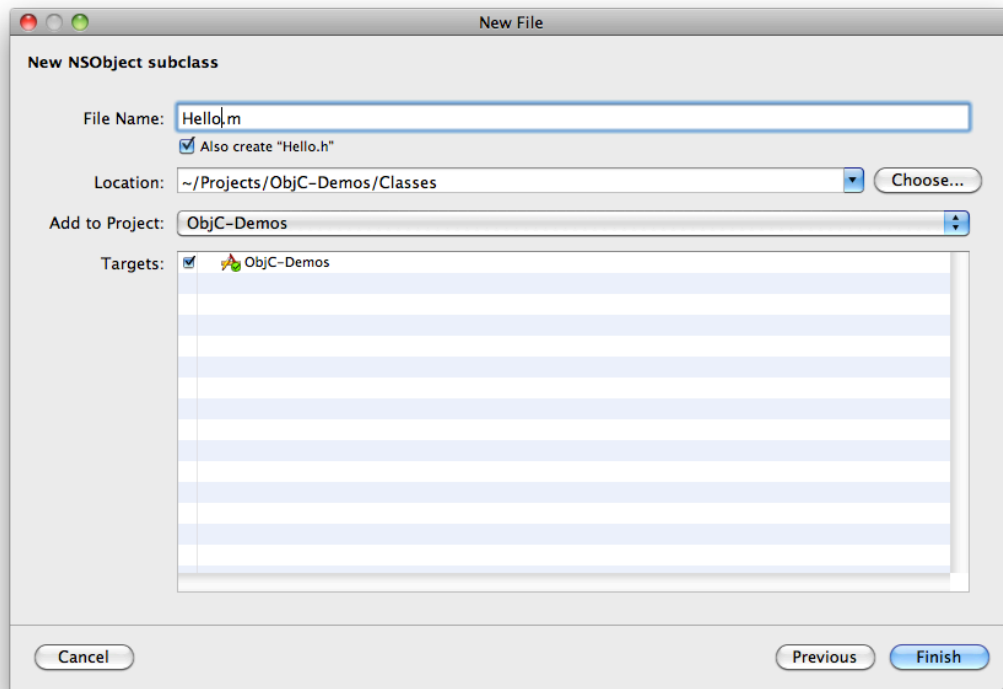 New File
New NSObject subclass
File Name: Hello.m
Also create "Hello.h"
Location: ~/Projects/ObjC-Demos/Classes Choose...
Add to Project: ObjC-Demos
Targets: ObjC-Demos
Cancel Previous Finish